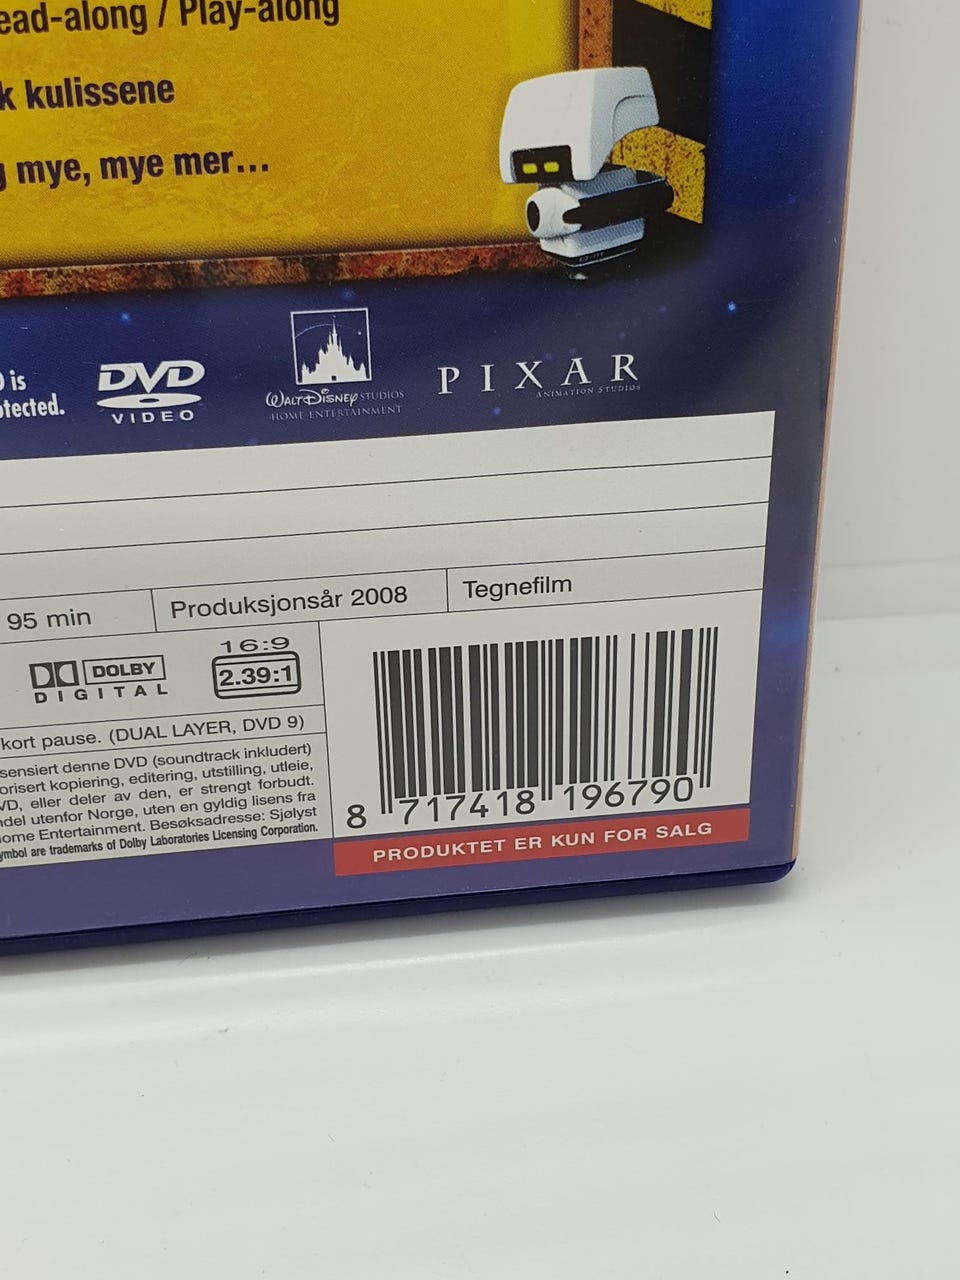 ead-along / Play-along
k kulissene
g mye, mye mer...
D is
otected.
DVD
VIDEO
WALT DISNEY STUDIOS
HOME ENTERTAINMENT
PIXAR
ANIMATION STUDIOS
95 min
Produksjonsår 2008
Tegnefilm
DOLBY
DIGITAL
16:9
2.39:1
kort pause. (DUAL LAYER, DVD 9)
sensiert denne DVD (soundtrack inkludert)
orisert kopiering, editering, utstilling, utleie,
VD, eller deler av den, er strengt forbudt.
ndel utenfor Norge, uten en gyldig lisens fra
ome Entertainment. Besøksadresse: Sjølyst
ymbol are trademarks of Dolby Laboratories Licensing Corporation.
8 717418 196790
PRODUKTET ER KUN FOR SALG